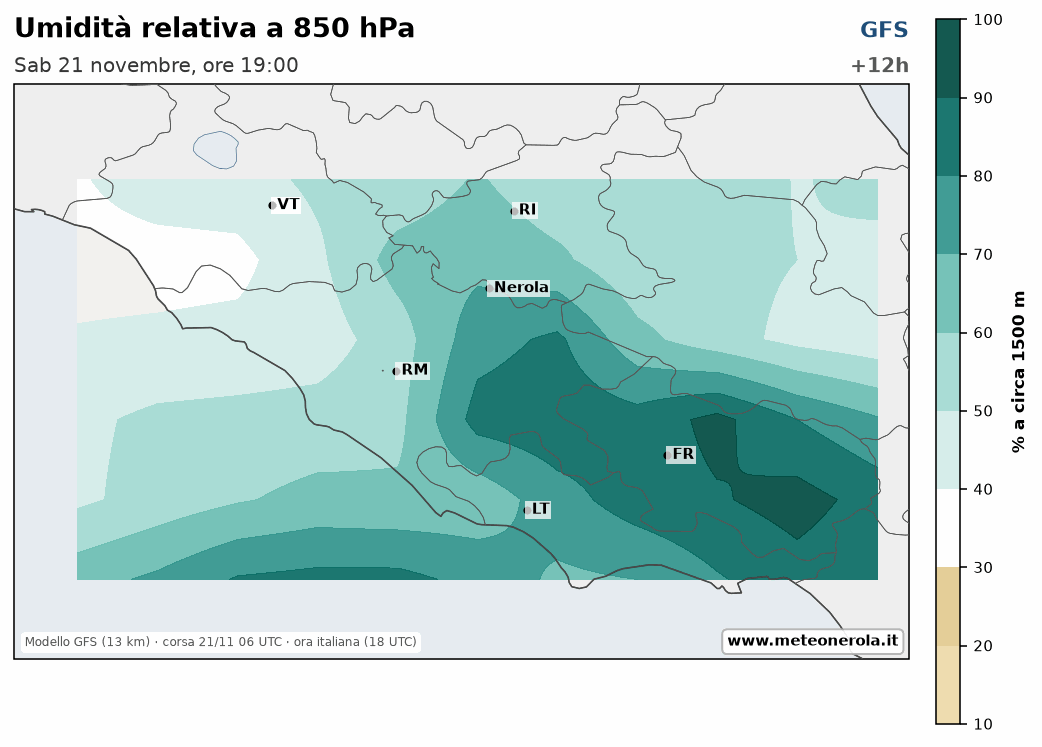 Umidità relativa a 850 hPa
GFS
Sab 21 novembre, ore 19:00
+12h
VT
RI
Nerola
RM
FR
LT
Modello GFS (13 km) · corsa 21/11 06 UTC · ora italiana (18 UTC)
www.meteonerola.it
100
90
80
70
60
50
40
30
20
10
% a circa 1500 m